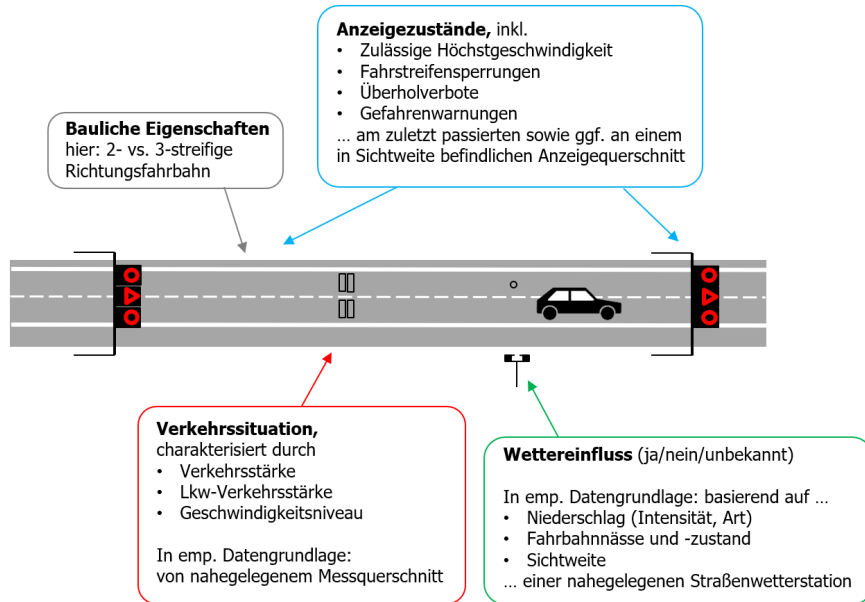 Anzeigezustände, inkl.
• Zulässige Höchstgeschwindigkeit
• Fahrstreifensperrungen
• Überholverbote
• Gefahrenwarnungen
... am zuletzt passierten sowie ggf. an einem
in Sichtweite befindlichen Anzeigequerschnitt
Bauliche Eigenschaften
hier: 2- vs. 3-streifige
Richtungsfahrbahn
Verkehrssituation,
charakterisiert durch
• Verkehrsstärke
• Lkw-Verkehrsstärke
• Geschwindigkeitsniveau
In emp. Datengrundlage:
von nahegelegenem Messquerschnitt
Wettereinfluss (ja/nein/unbekannt)
In emp. Datengrundlage: basierend auf ...
• Niederschlag (Intensität, Art)
• Fahrbahnnässe und -zustand
• Sichtweite
... einer nahegelegenen Straßenwetterstation